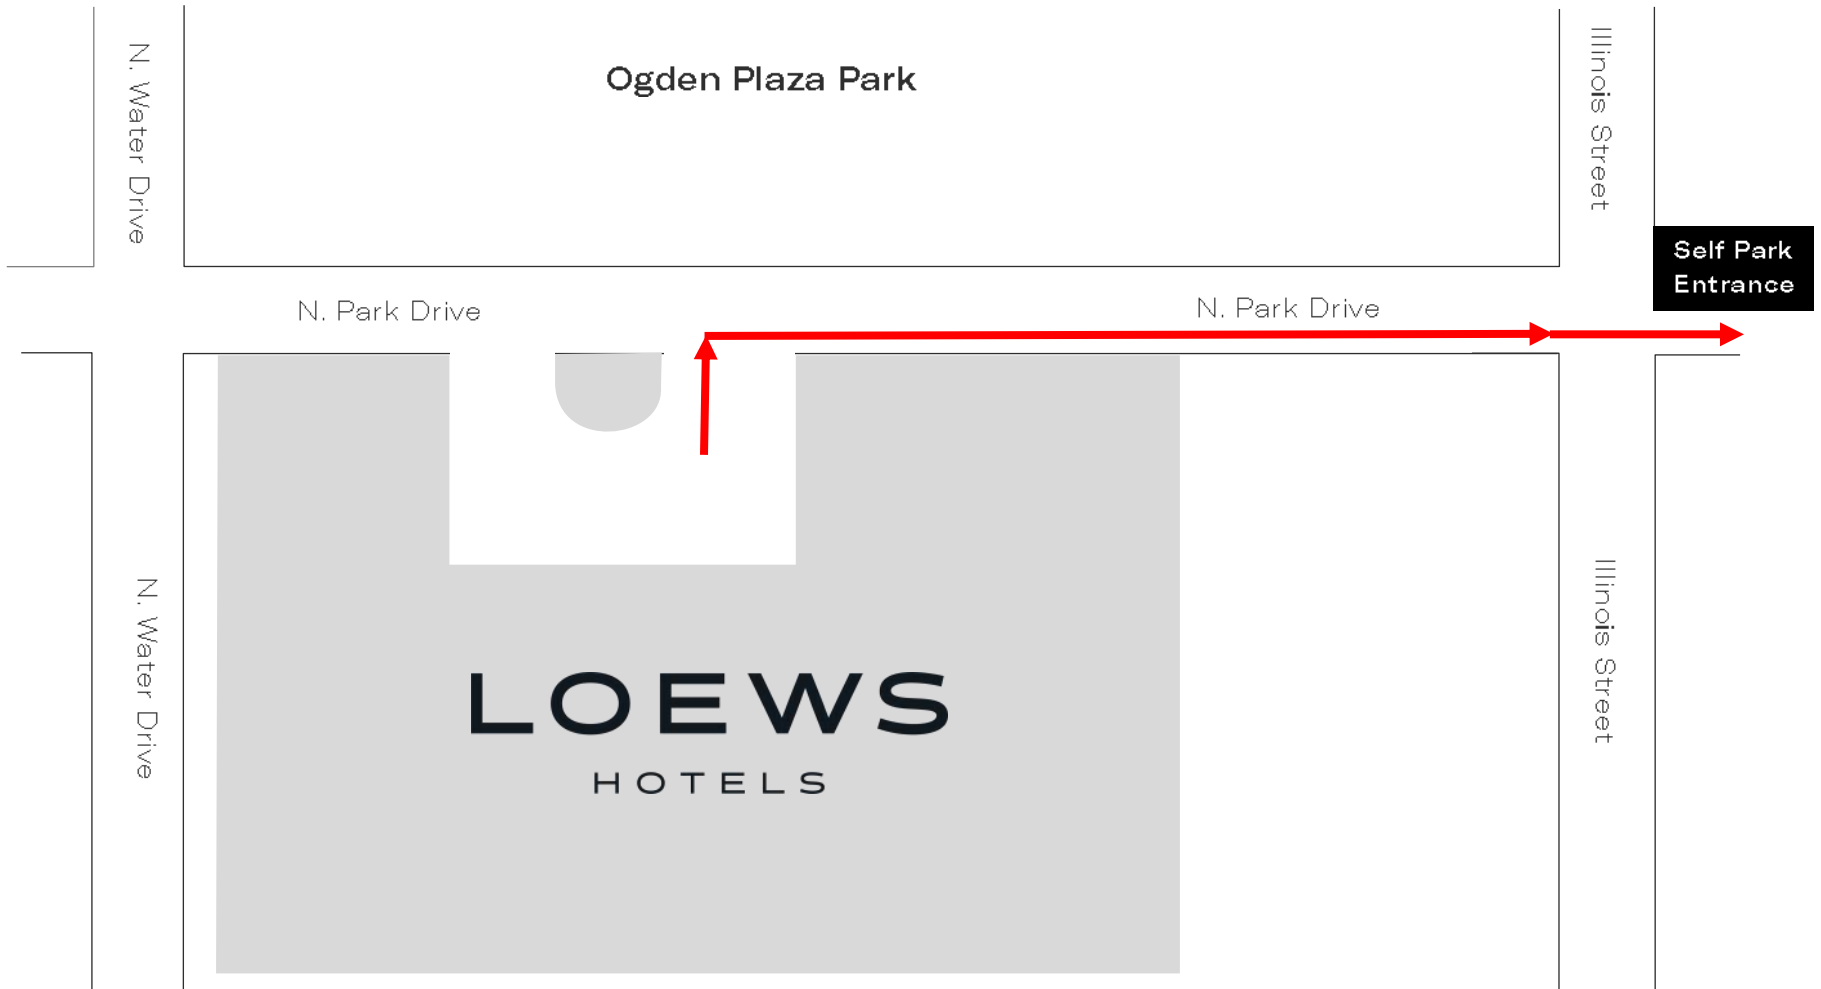 N. Water Drive
Ogden Plaza Park
Illinois Street
Self Park
Entrance
N. Park Drive
N. Park Drive
N. Water Drive
LOEWS
HOTELS
Illinois Street